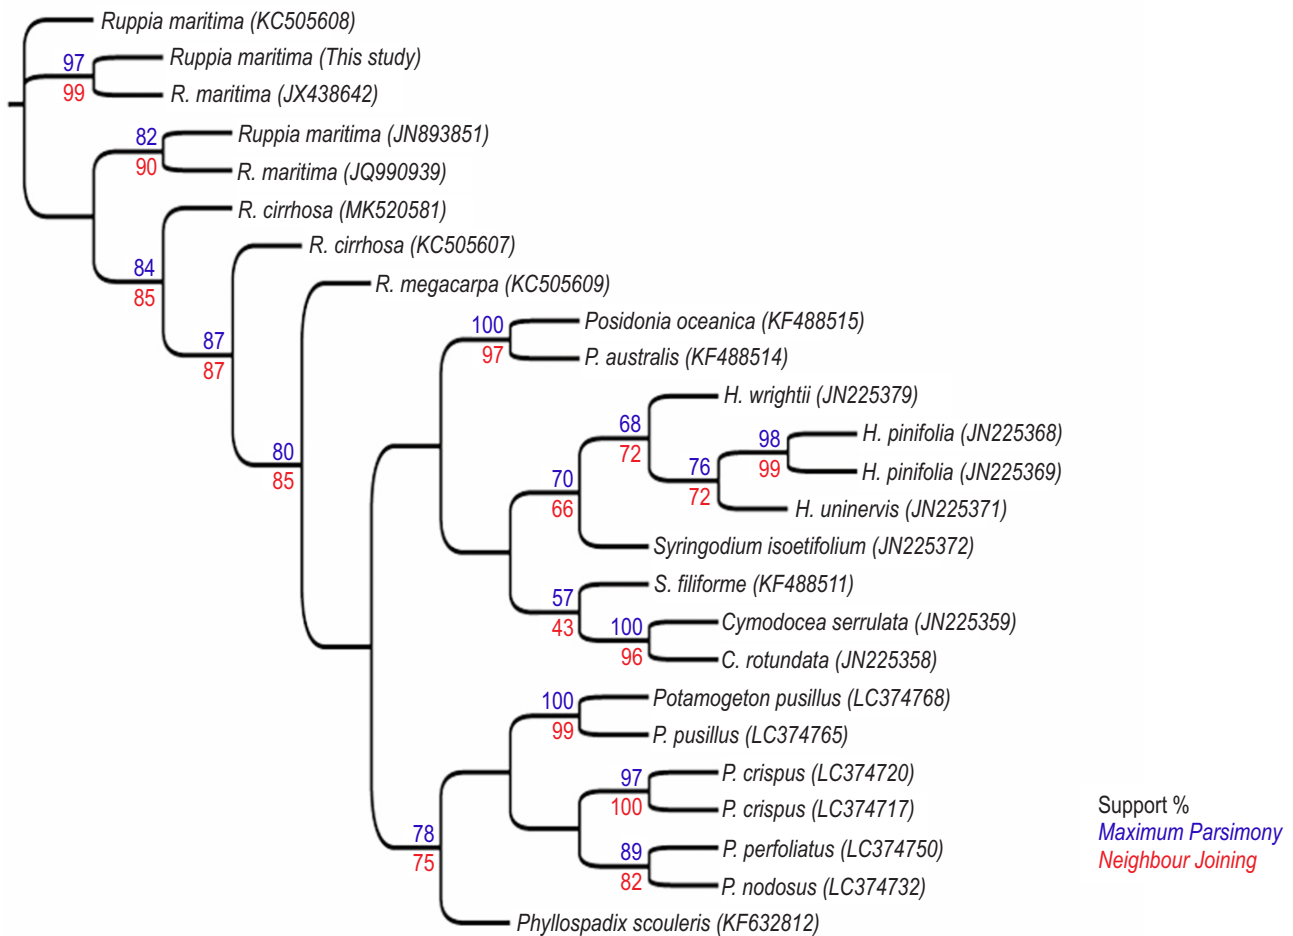 Ruppia maritima (KC505608)
Ruppia maritima (This study)
97
99
R. maritima (JX438642)
Ruppia maritima (JN893851)
82
90
R. maritima (JQ990939)
R. cirrhosa (MK520581)
R. cirrhosa (KC505607)
84
85
R. megacarpa (KC505609)
Posidonia oceanica (KF488515)
100
97
87
87
P. australis (KF488514)
H. wrightii (JN225379)
68
72
H. pinifolia (JN225368)
98
99
80
85
76
72
H. pinifolia (JN225369)
70
66
H. uninervis (JN225371)
Syringodium isoetifolium (JN225372)
S. filiforme (KF488511)
57
43
Cymodocea serrulata (JN225359)
100
96
C. rotundata (JN225358)
Potamogeton pusillus (LC374768)
100
99
P. pusillus (LC374765)
P. crispus (LC374720)
97
100
P. crispus (LC374717)
78
75
P. perfoliatus (LC374750)
89
82
P. nodosus (LC374732)
Phyllospadix scouleris (KF632812)
Support %
Maximum Parsimony
Neighbour Joining